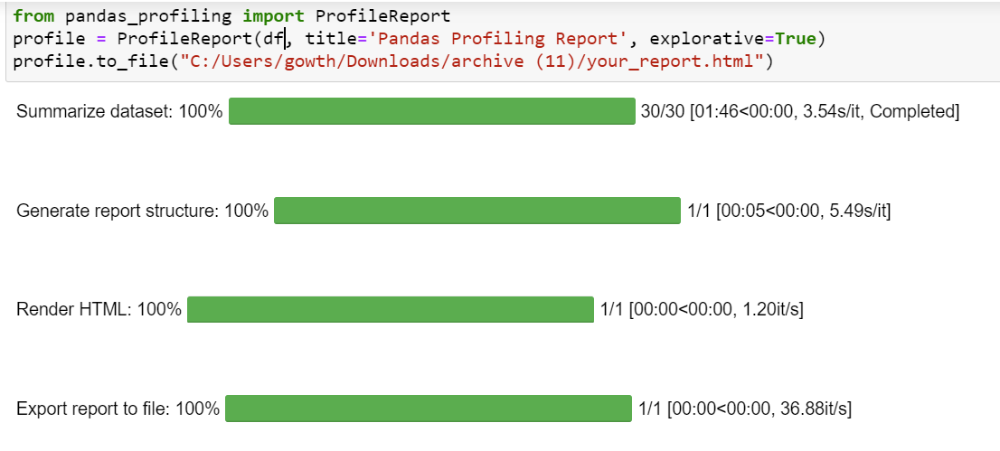 from pandas_profiling import ProfileReport
profile = ProfileReport(df, title='Pandas Profiling Report', explorative=True)
profile.to_file("C:/Users/gowth/Downloads/archive (11)/your_report.html")
Summarize dataset: 100% 30/30 [01:46<00:00, 3.54s/it, Completed]
Generate report structure: 100% 1/1 [00:05<00:00, 5.49s/it]
Render HTML: 100% 1/1 [00:00<00:00, 1.20it/s]
Export report to file: 100% 1/1 [00:00<00:00, 36.88it/s]